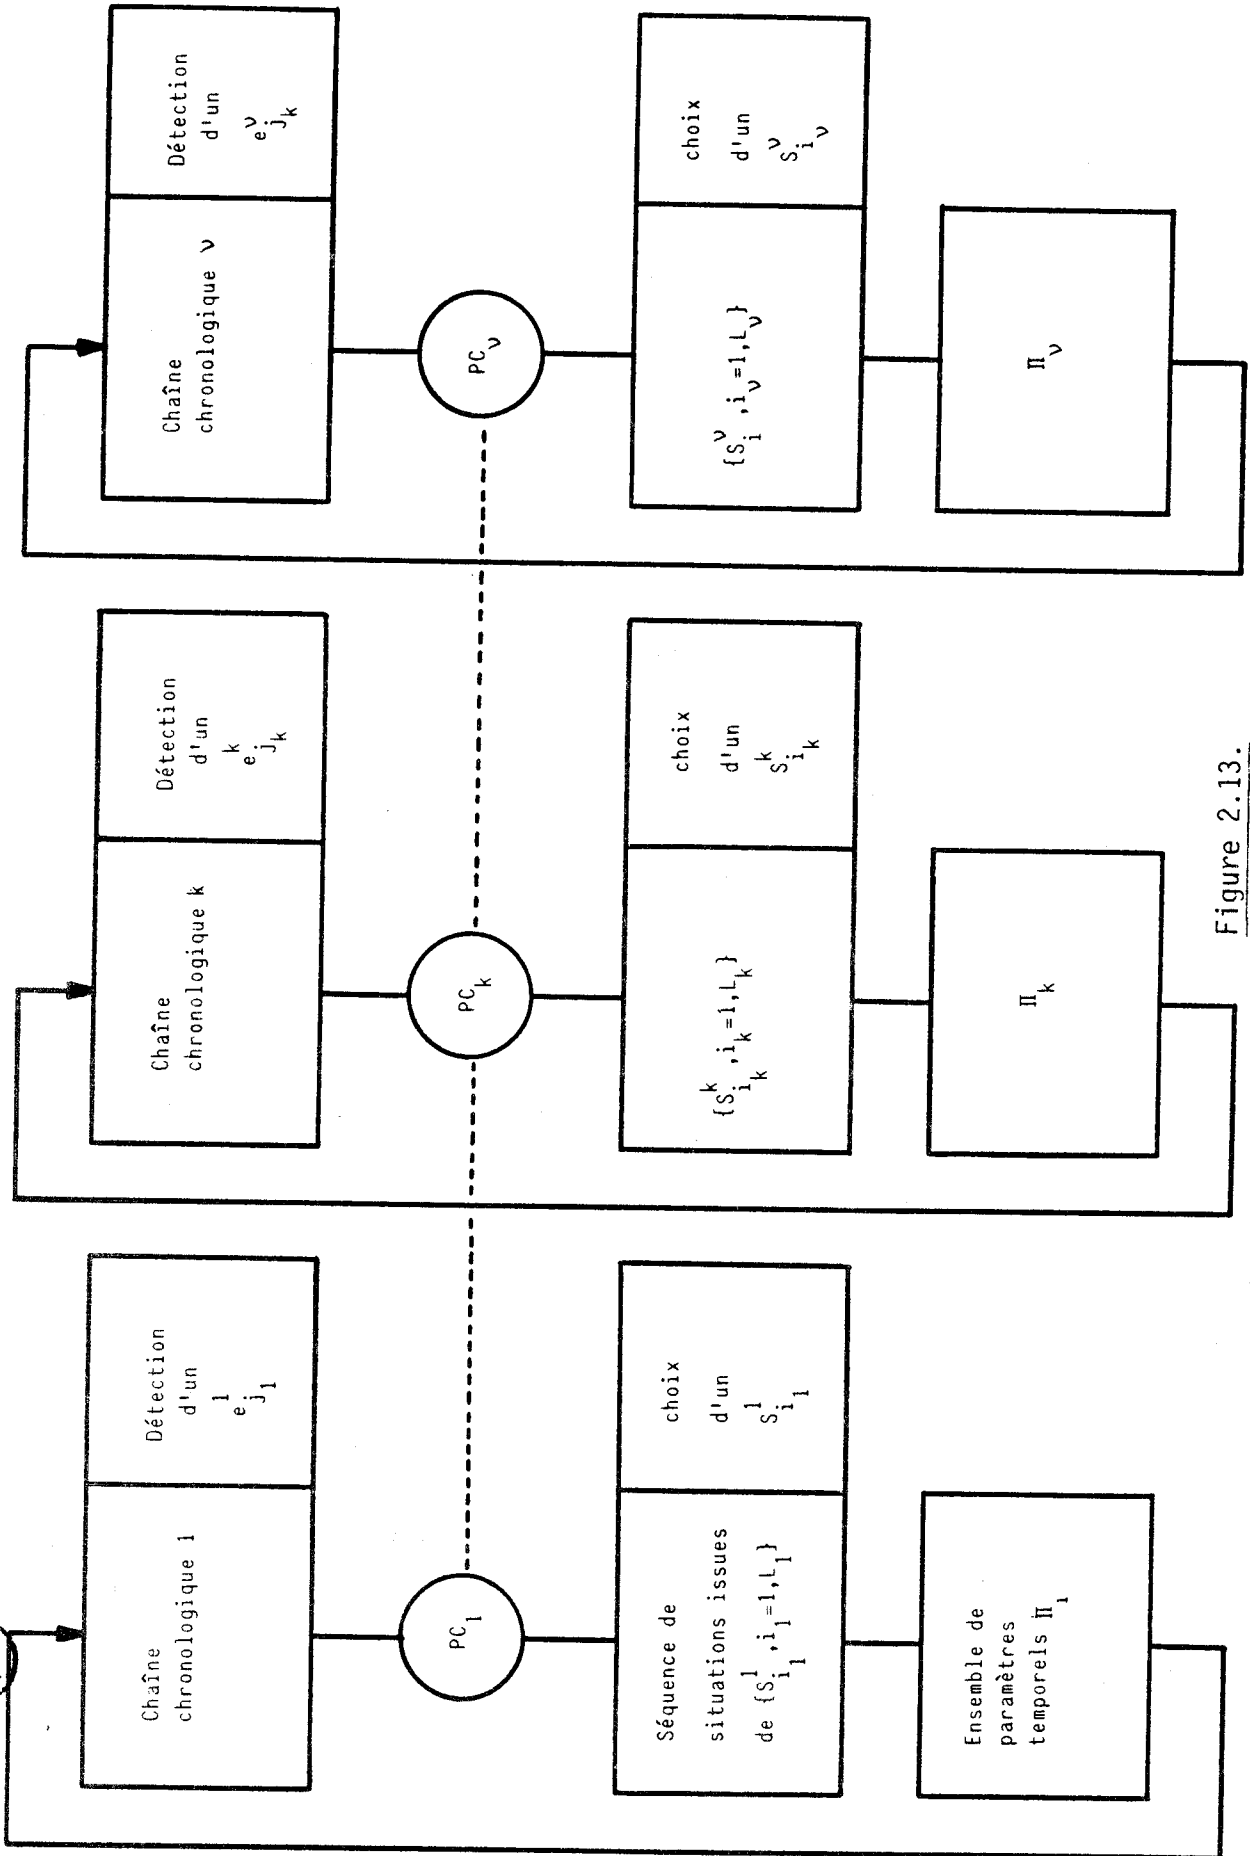 Chaîne
chronologique 1
Détection
d'un
e^1_{j_1}
PC_1
Séquence de
situations issues
de {S^1_{i_1}, i_1=1,L_1}
choix
d'un
S^1_{i_1}
Ensemble de
paramètres
temporels Π_1
Chaîne
chronologique k
Détection
d'un
e^k_{j_k}
PC_k
{S^k_{i_k}, i_k=1,L_k}
choix
d'un
S^k_{i_k}
Π_k
Chaîne
chronologique ν
Détection
d'un
e^ν_{j_k}
PC_ν
{S^ν_i, i_ν=1,L_ν}
choix
d'un
S^ν_{i_ν}
Π_ν
Figure 2.13.